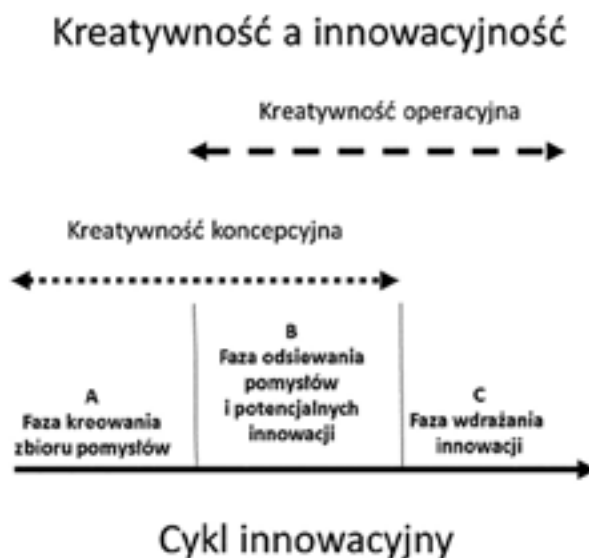 Kreatywność a innowacyjność
Kreatywność operacyjna
Kreatywność koncepcyjna
A
Faza kreowania
zbioru pomysłów
B
Faza odsiewania
pomysłów
i potencjalnych
innowacji
C
Faza wdrażania
innowacji
Cykl innowacyjny